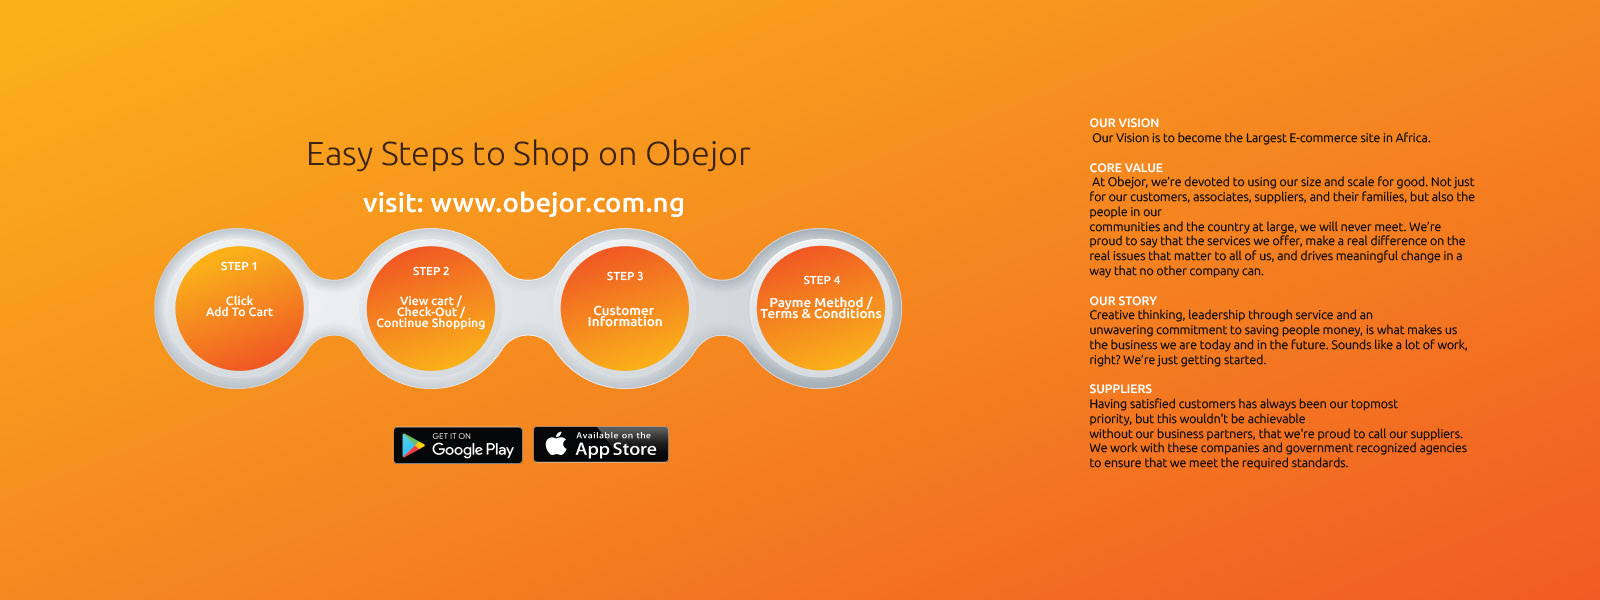 Easy Steps to Shop on Obejor
visit: www.obejor.com.ng
STEP 1
Click
Add To Cart
STEP 2
View cart /
Check-Out /
Continue Shopping
STEP 3
Customer
Information
STEP 4
Payme Method /
Terms & Conditions
GET IT ON
Google Play
Available on the
App Store
OUR VISION
Our Vision is to become the Largest E-commerce site in Africa.
CORE VALUE
At Obejor, we're devoted to using our size and scale for good. Not just
for our customers, associates, suppliers, and their families, but also the
people in our
communities and the country at large, we will never meet. We're
proud to say that the services we offer, make a real difference on the
real issues that matter to all of us, and drives meaningful change in a
way that no other company can.
OUR STORY
Creative thinking, leadership through service and an
unwavering commitment to saving people money, is what makes us
the business we are today and in the future. Sounds like a lot of work,
right? We're just getting started.
SUPPLIERS
Having satisfied customers has always been our topmost
priority, but this wouldn't be achievable
without our business partners, that we're proud to call our suppliers.
We work with these companies and government recognized agencies
to ensure that we meet the required standards.